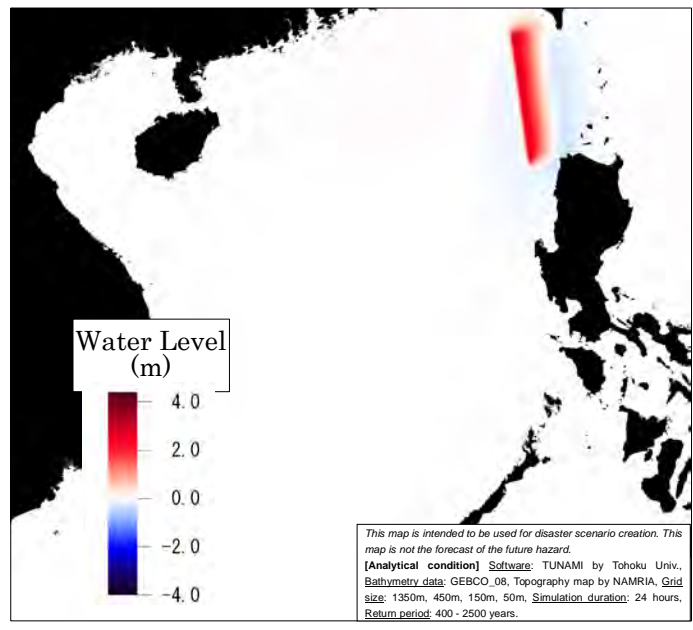 Water Level
(m)
4.0
2.0
0.0
-2.0
-4.0
This map is intended to be used for disaster scenario creation. This
map is not the forecast of the future hazard.
[Analytical condition] Software: TUNAMI by Tohoku Univ.,
Bathymetry data: GEBCO_08, Topography map by NAMRIA, Grid
size: 1350m, 450m, 150m, 50m, Simulation duration: 24 hours,
Return period: 400 - 2500 years.